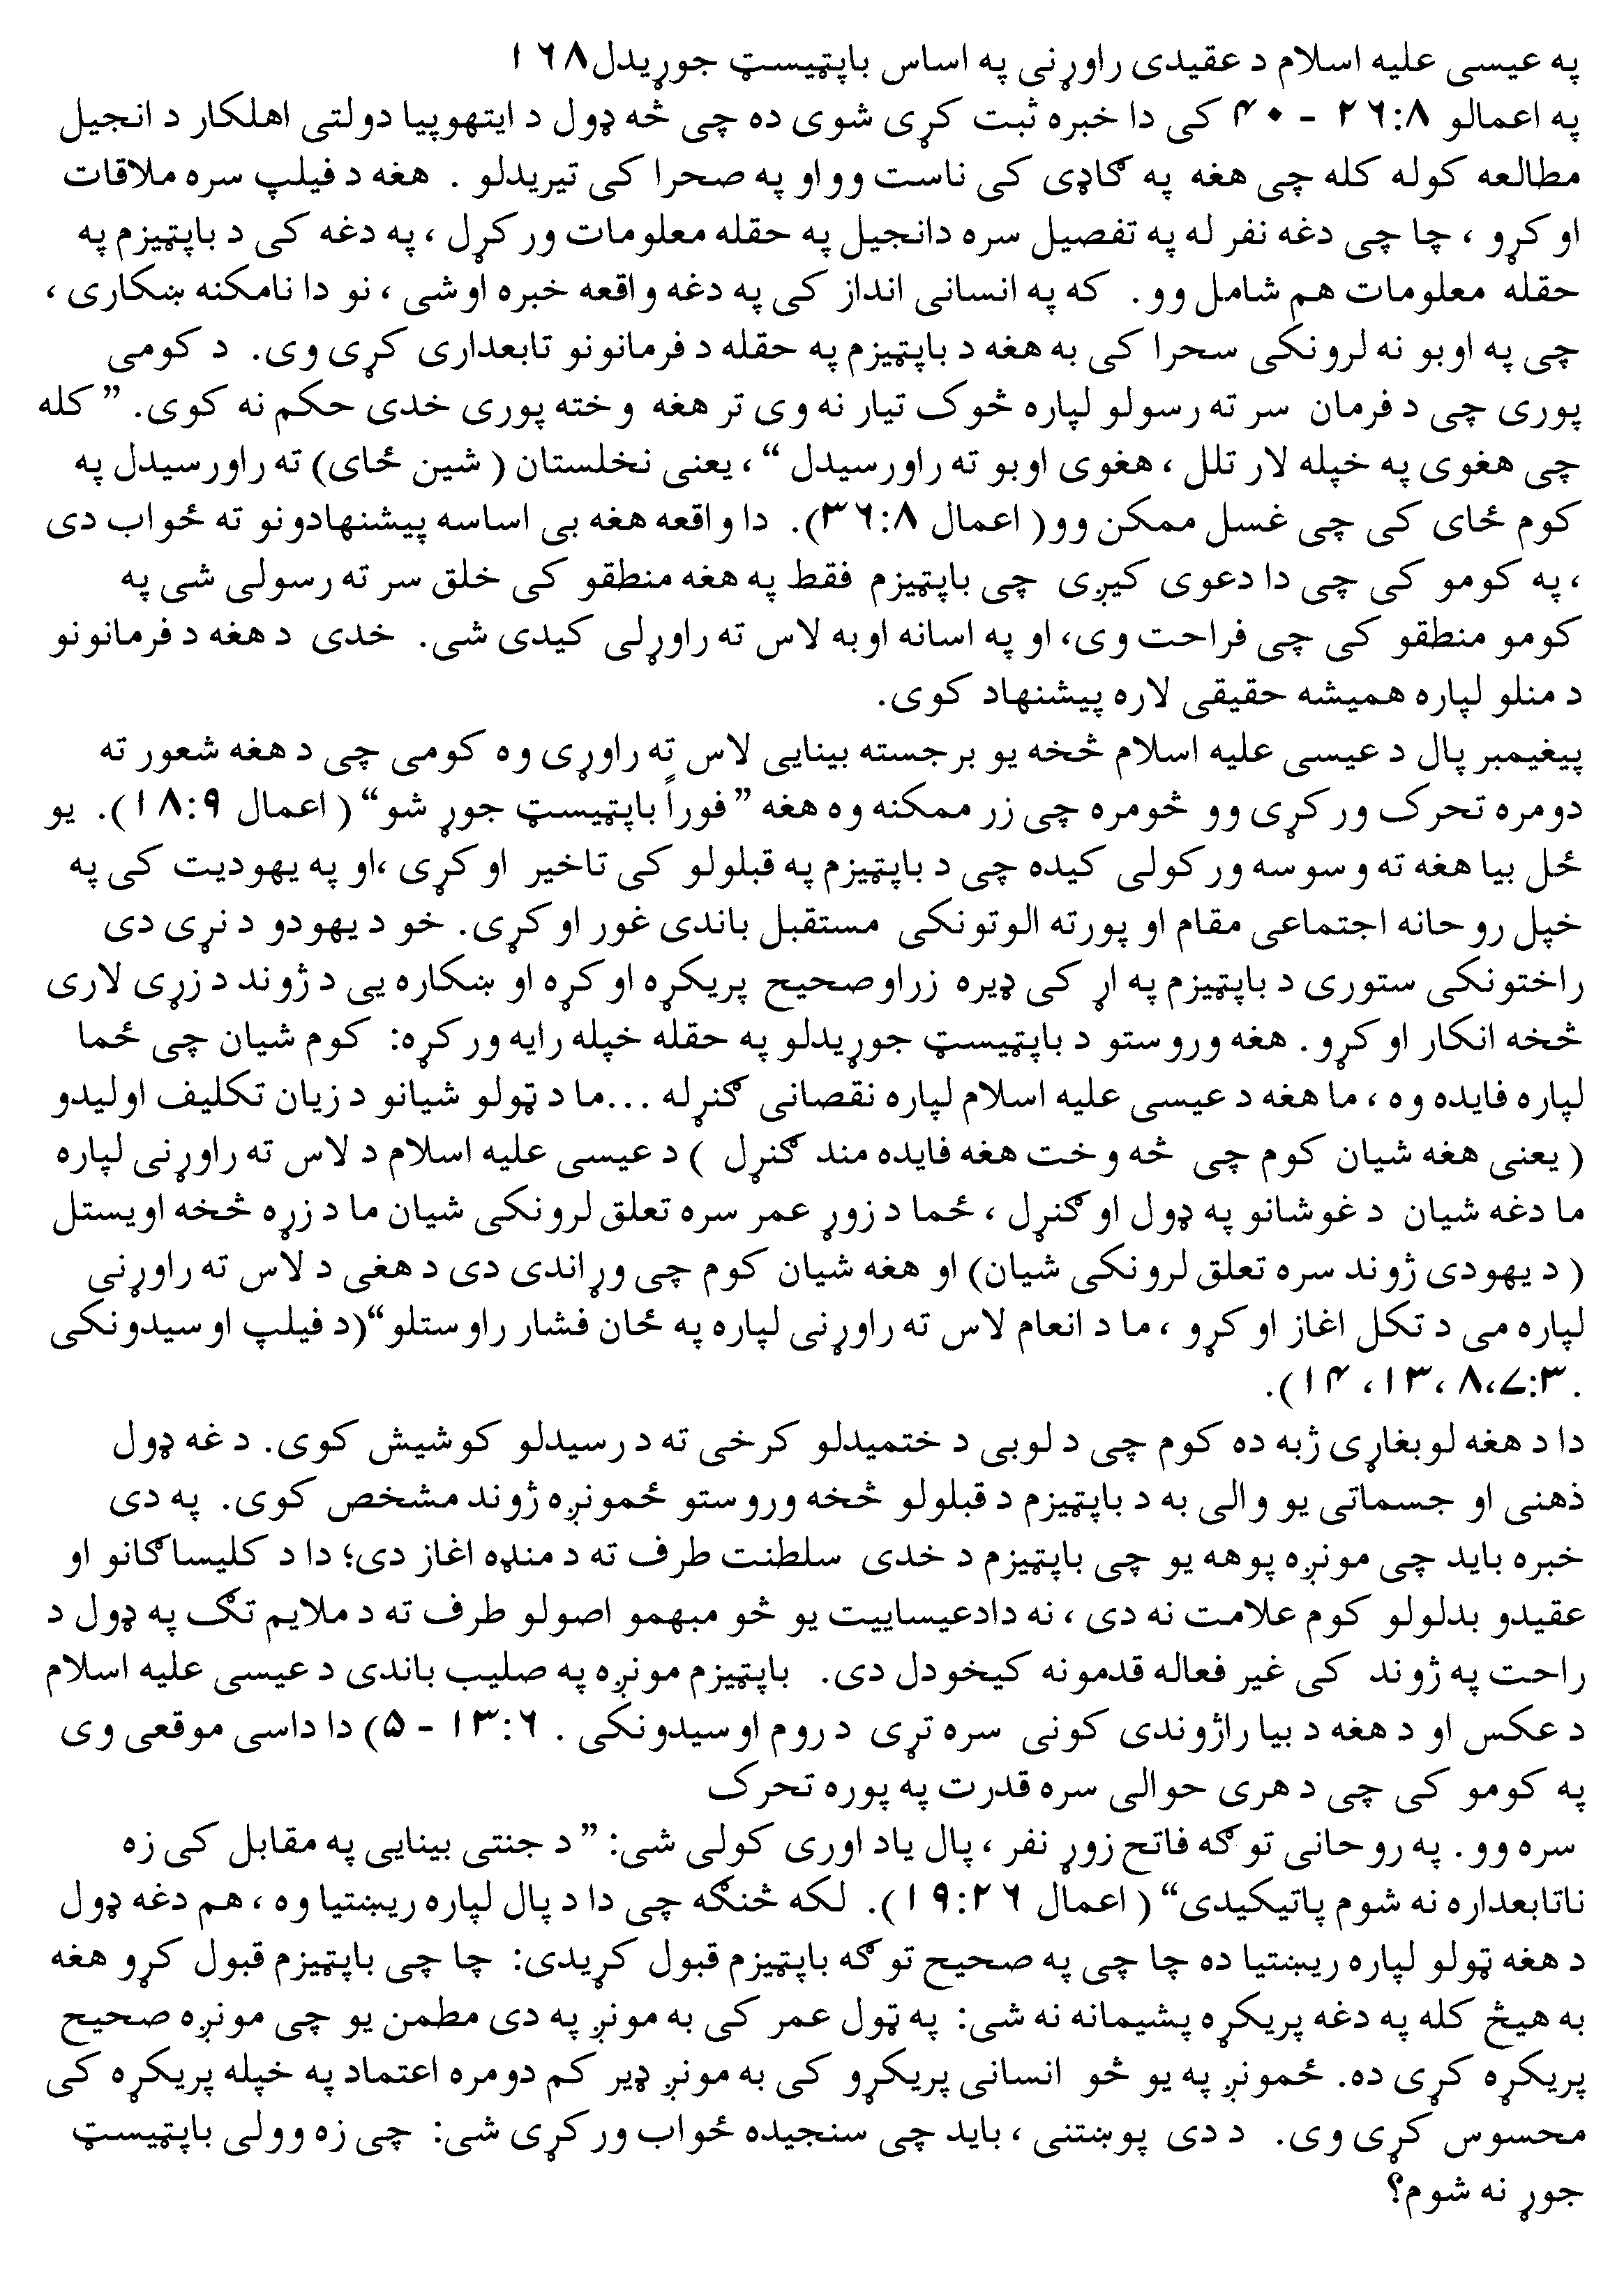 په عیسی علیه اسلام د عقیدی راوړنی په اساس باپټیسټ جوړیدل۱۶۸
په اعمالو ۲۶:۸ - ۴۰ کی دا خبره ثبت کړی شوی ده چی څه ډول د ایتهوپیا دولتی اهلکار د انجیل
مطالعه کوله کله چی هغه په ګاډی کی ناست وواو په صحرا کی تیریدلو . هغه د فیلپ سره ملاقات
او کړو ، چا چی دغه نفر له په تفصیل سره دانجیل په حقله معلومات ورکړل ، په دغه کی د باپټیزم په
حقله معلومات هم شامل وو . که په انسانی انداز کی په دغه واقعه خبره اوشی ، نو دا نامکنه ښکاری ،
چی په اوبو نه لرونکی سحرا کی به هغه د باپټیزم په حقله د فرمانونو تابعداری کړی وی. د کومی
پوری چی د فرمان سر ته رسولو لپاره څوک تیار نه وی تر هغه وخته پوری خدی حکم نه کوی. ” کله
چی هغوی په خپله لار تلل ، هغوی اوبو ته راورسیدل “ ، یعنی نخلستان ( شین ځای) ته راورسیدل په
کوم ځای کی چی غسل ممکن وو( اعمال ۳۶:۸). دا واقعه هغه بی اساسه پیشنهادونو ته ځواب دی
، په کومو کی چی دا دعوی کیږی چی باپټیزم فقط په هغه منطقو کی خلق سر ته رسولی شی په
کومو منطقو کی چی فراحت وی، او په اسانه اوبه لاس ته راوړلی کیدی شی. خدی د هغه د فرمانونو
د منلو لپاره همیشه حقیقی لاره پیشنهاد کوی.
پیغیمبر پال د عیسی علیه اسلام څخه یو برجسته بینایی لاس ته راوړی وه کومی چی د هغه شعور ته
دومره تحرک ورکړی وو څومره چی زر ممکنه وه هغه ” فوراً باپټیسټ جوړ شو“ ( اعمال ۱۸:۹). یو
ځل بیا هغه ته وسوسه ورکولی کیده چی د باپټیزم په قبلولو کی تاخیر او کړی ،او په یهودیت کی په
خپل روحانه اجتماعی مقام او پورته الوتونکی مستقبل باندی غور او کړی. خو د یهودو د نړی دی
راختونکی ستوری د باپټیزم په اړ کی ډیره زراوصحیح پریکړه او کړه او ښکاره یی د ژوند د زړی لاری
څخه انکار او کړو . هغه وروستو د باپټیسټ جوړیدلو په حقله خپله رایه ورکړه: کوم شیان چی ځما
لپاره فایده وه ، ما هغه د عیسی علیه اسلام لپاره نقصانی ګنړله ...ما د ټولو شیانو د زیان تکلیف اولیدو
( یعنی هغه شیان کوم چی څه وخت هغه فایده مند ګنړل ) د عیسی علیه اسلام د لاس ته راوړنی لپاره
ما دغه شیان د غوشانو په ډول او ګنړل ، ځما د زوړ عمر سره تعلق لرونکی شیان ما د زړه څخه اویستل
( د یهودی ژوند سره تعلق لرونکی شیان) او هغه شیان کوم چی وړاندی دی د هغی د لاس ته راوړنی
لپاره می د تکل اغاز او کړو ، ما د انعام لاس ته راوړنی لپاره په ځان فشار راوستلو“(د فیلپ اوسیدونکی
. ۷:۳،۸ ،۱۳، ۱۴).
دا د هغه لوبغاړی ژبه ده کوم چی د لوبی د ختمیدلو کرخی ته د رسیدلو کوشیش کوی. دغه ډول
ذهنی او جسماتی یو والی به د باپټیزم د قبلولو څخه وروستو ځمونږه ژوند مشخص کوی. په دی
خبره باید چی مونږه پوهه یو چی باپټیزم د خدی سلطنت طرف ته د منډه اغاز دی؛ دا د کلیساګانو او
عقیدو بدلولو کوم علامت نه دی ، نه دادعیساییت یو څو مبهمو اصولو طرف ته د ملایم تګ په ډول د
راحت په ژوند کی غیر فعاله قدمونه کیخودل دی. باپټیزم مونږه په صلیب باندی د عیسی علیه اسلام
د عکس او د هغه د بیا راژوندی کونی سره تړی د روم اوسیدونکی . ۱۳:۶ - ۵) دا داسی موقعی وی
په کومو کی چی د هری حوالی سره قدرت په پوره تحرک
سره وو . په روحانی توګه فاتح زوړ نفر ، پال یاد اوری کولی شی: ” د جنتی بینایی په مقابل کی زه
ناتابعداره نه شوم پاتیکیدی“ ( اعمال ۱۹:۲۶). لکه څنګه چی دا د پال لپاره ریښتیا وه ، هم دغه ډول
د هغه ټولو لپاره ریښتیا ده چا چی په صحیح توګه باپټیزم قبول کړیدی: چا چی باپټیزم قبول کړو هغه
به هیڅ کله په دغه پریکړه پشیمانه نه شی: په ټول عمر کی به مونږ په دی مطمن یو چی مونږه صحیح
پریکړه کړی ده. ځمونږ په یو څو انسانی پریکړو کی به مونږ ډیر کم دومره اعتماد په خپله پریکړه کی
محسوس کړی وی. د دی پوښتنی ، باید چی سنجیده ځواب ورکړی شی: چی زه وولی باپټیسټ
جوړ نه شوم؟